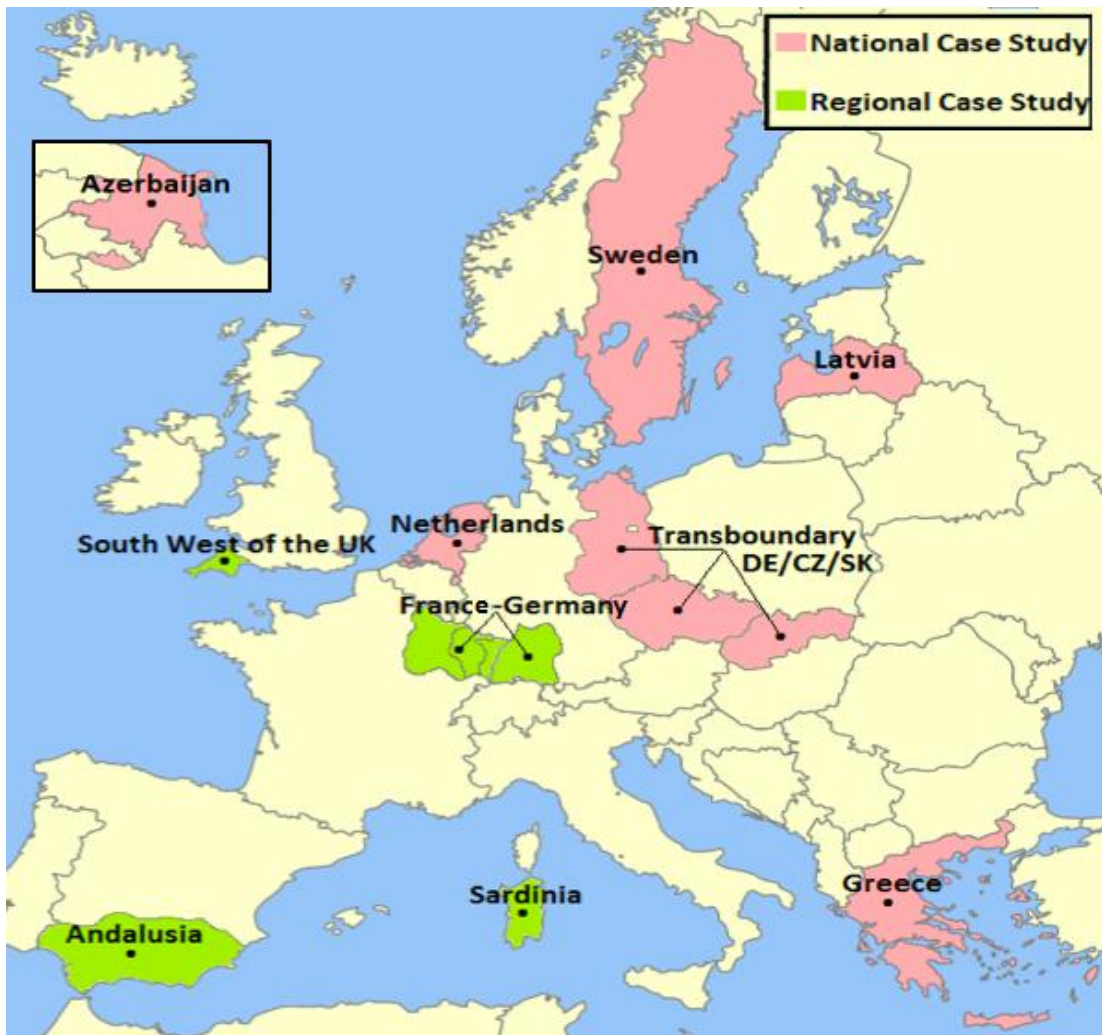 National Case Study
Regional Case Study
Azerbaijan
Sweden
Latvia
Netherlands
South West of the UK
Transboundary
DE/CZ/SK
France-Germany
Sardinia
Greece
Andalusia